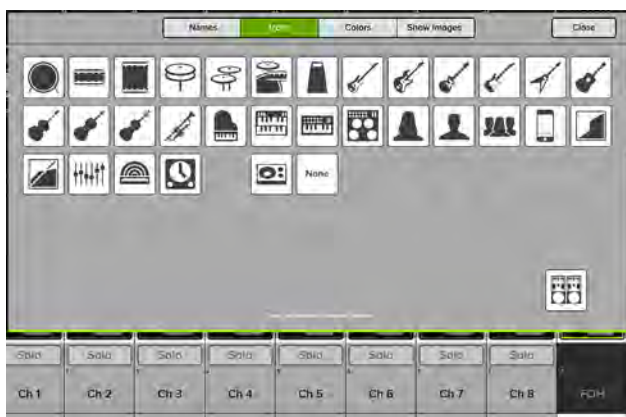 Names Icons Colors Show Images Close
None
Solo Solo Solo Solo Solo Solo Solo Solo
Ch 1 Ch 2 Ch 3 Ch 4 Ch 5 Ch 6 Ch 7 Ch 8 FOH